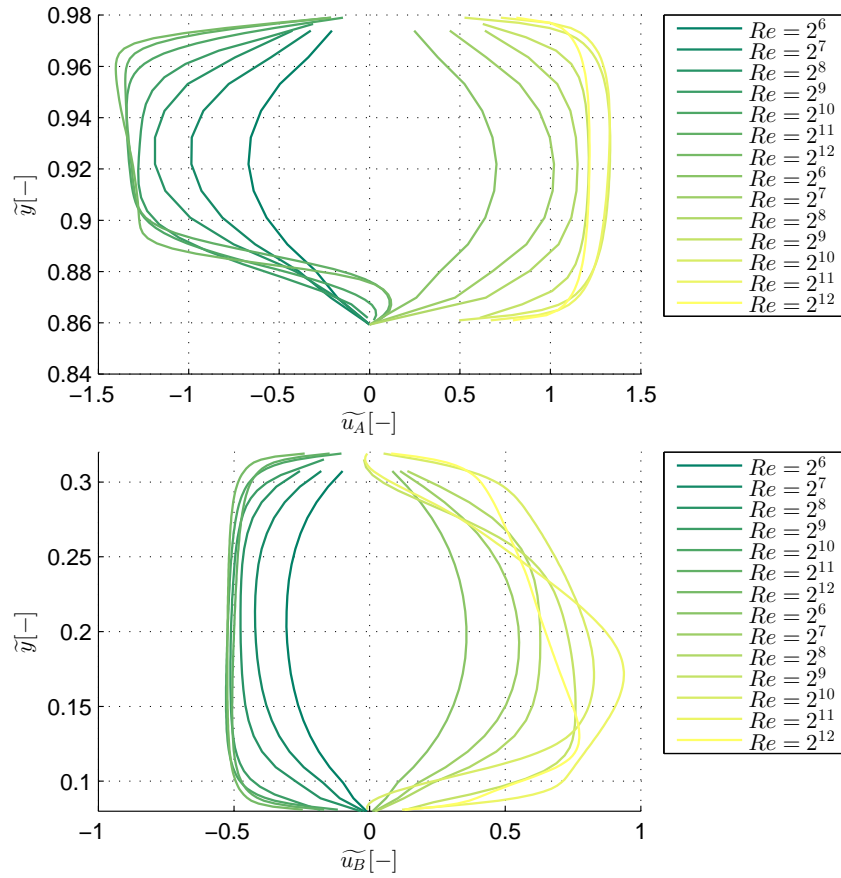 0.98
0.96
0.94
0.92
0.9
0.88
0.86
0.84
ỹ[−]
−1.5
−1
−0.5
0
0.5
1
1.5
ũ_A[−]
Re = 2^6
Re = 2^7
Re = 2^8
Re = 2^9
Re = 2^10
Re = 2^11
Re = 2^12
Re = 2^6
Re = 2^7
Re = 2^8
Re = 2^9
Re = 2^10
Re = 2^11
Re = 2^12
0.3
0.25
0.2
0.15
0.1
ỹ[−]
−1
−0.5
0
0.5
1
ũ_B[−]
Re = 2^6
Re = 2^7
Re = 2^8
Re = 2^9
Re = 2^10
Re = 2^11
Re = 2^12
Re = 2^6
Re = 2^7
Re = 2^8
Re = 2^9
Re = 2^10
Re = 2^11
Re = 2^12